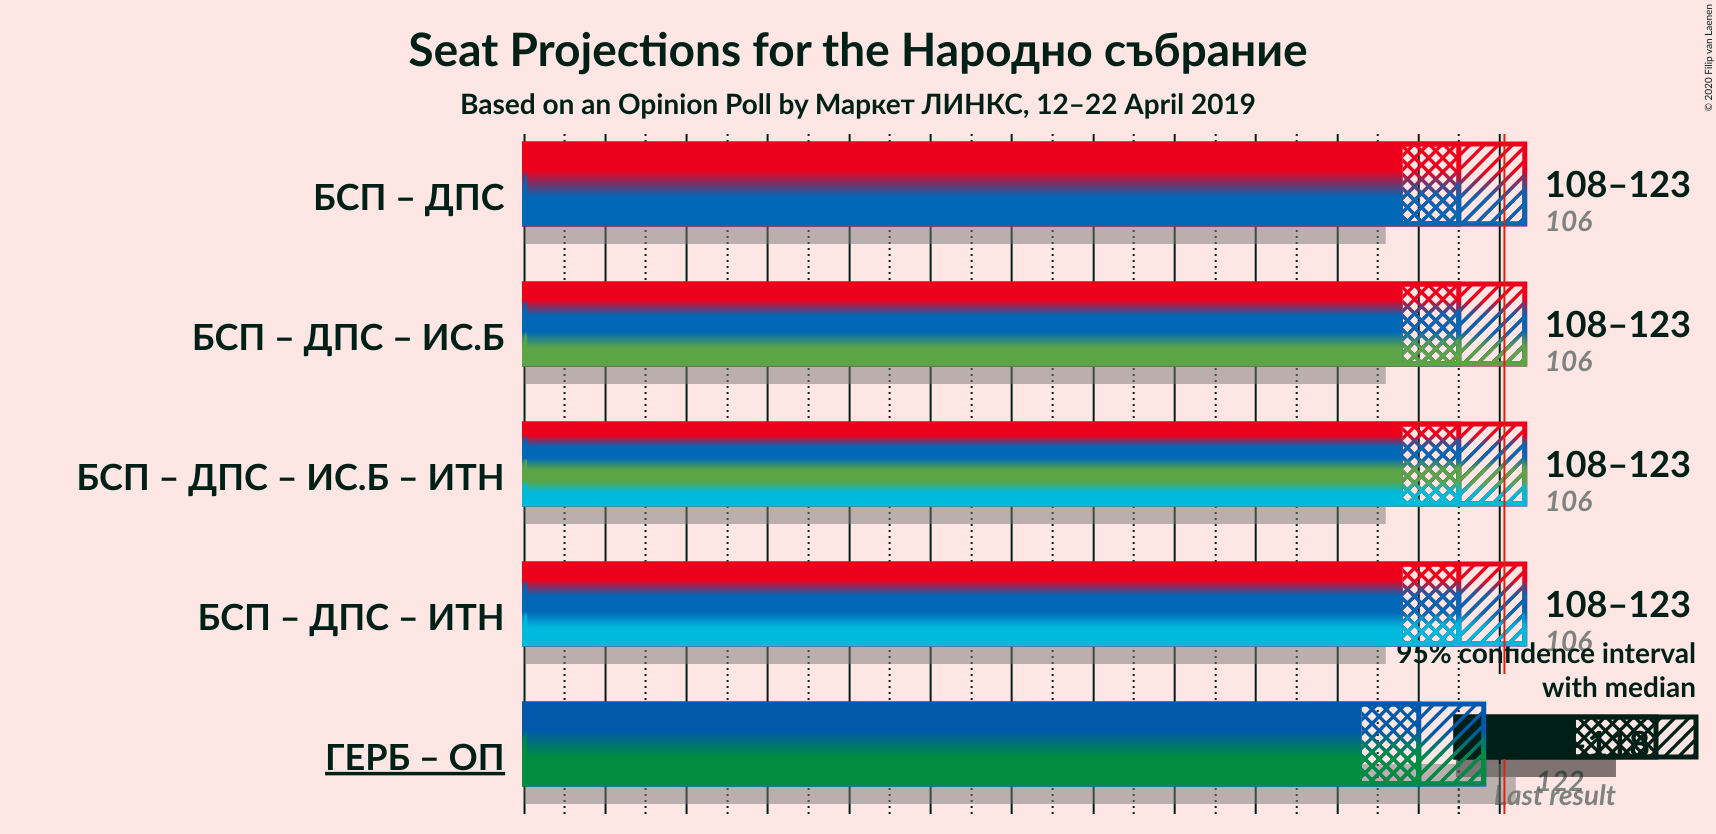 Seat Projections for the Народно събрание
Based on an Opinion Poll by Маркет ЛИНКС, 12–22 April 2019
© 2020 Filip van Laenen
БСП – ДПС
108–123
106
БСП – ДПС – ИС.Б
108–123
106
БСП – ДПС – ИС.Б – ИТН
108–123
106
БСП – ДПС – ИТН
108–123
106
95% confidence interval
with median
ГЕРБ – ОП
122
Last result